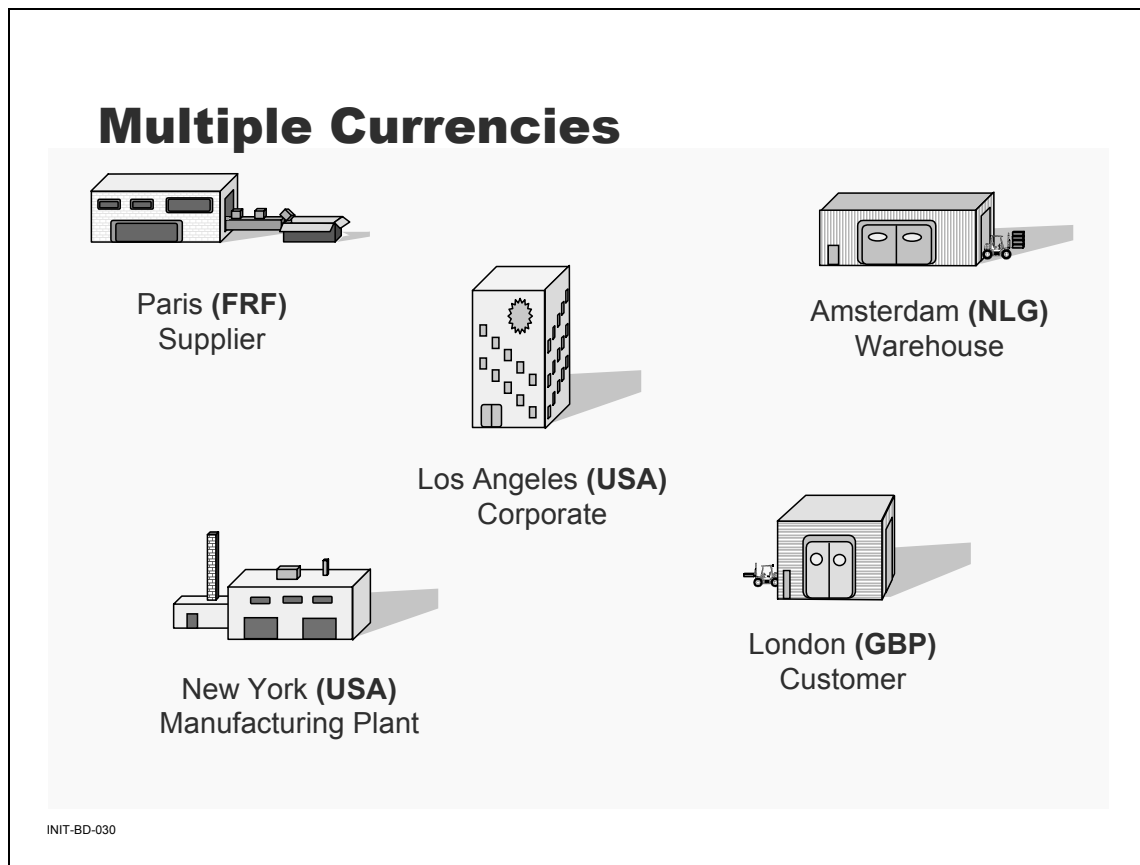 Multiple Currencies
Paris (FRF)
Supplier
Amsterdam (NLG)
Warehouse
Los Angeles (USA)
Corporate
New York (USA)
Manufacturing Plant
London (GBP)
Customer
INIT-BD-030